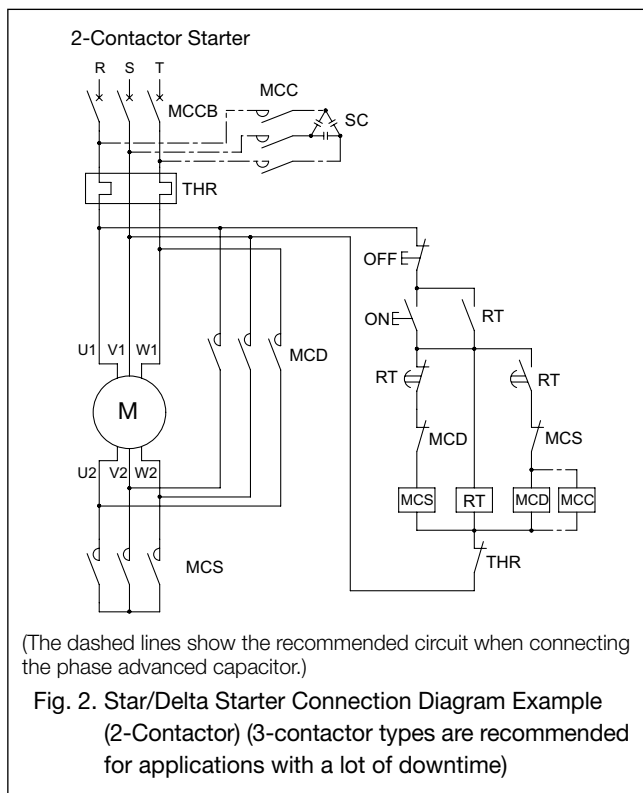 2-Contactor Starter
R S T
MCC
MCCB
SC
THR
OFF
ON
RT
U1 V1 W1
MCD
RT
RT
M
MCD
MCS
U2 V2 W2
MCS
RT
MCD
MCC
MCS
THR
(The dashed lines show the recommended circuit when connecting
the phase advanced capacitor.)
Fig. 2. Star/Delta Starter Connection Diagram Example
(2-Contactor) (3-contactor types are recommended
for applications with a lot of downtime)